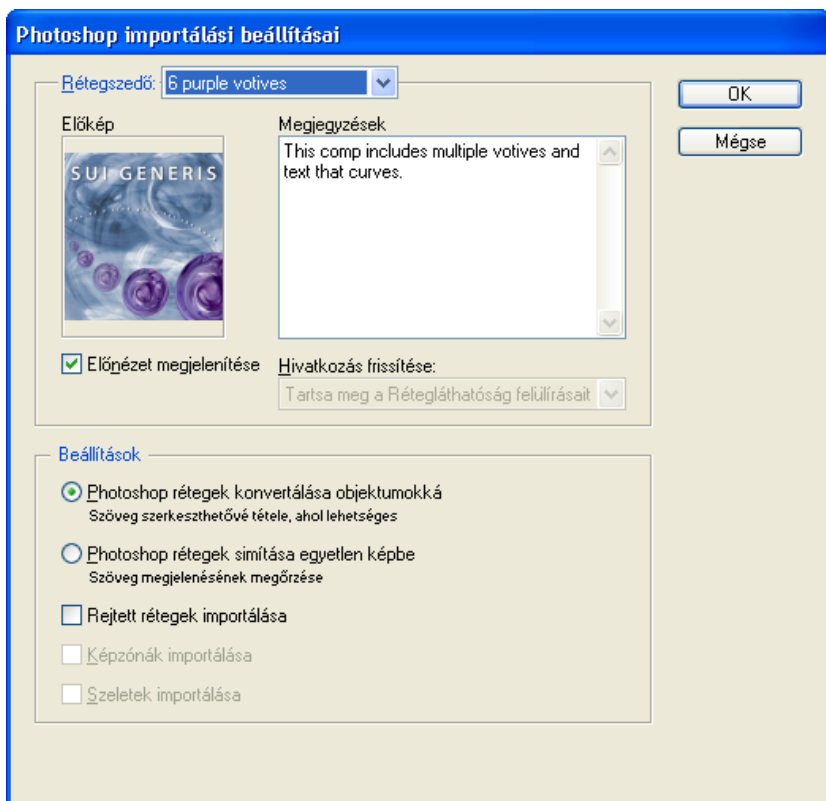 Photoshop importálási beállításai
Rétegszedő: 6 purple votives
OK
Mégse
Előkép
Megjegyzések
SUI GENERIS
This comp includes multiple votives and
text that curves.
Előnézet megjelenítése
Hivatkozás frissítése:
Tartsa meg a Rétegláthatóság felülírásait
Beállítások
Photoshop rétegek konvertálása objektumokká
Szöveg szerkeszthetővé tétele, ahol lehetséges
Photoshop rétegek simítása egyetlen képbe
Szöveg megjelenésének megőrzése
Rejtett rétegek importálása
Képzónák importálása
Szeletek importálása